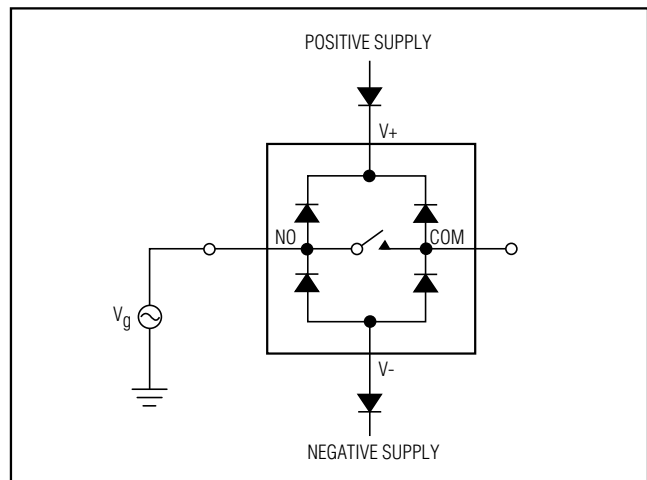 POSITIVE SUPPLY
V+
NO
COM
Vg
V-
NEGATIVE SUPPLY